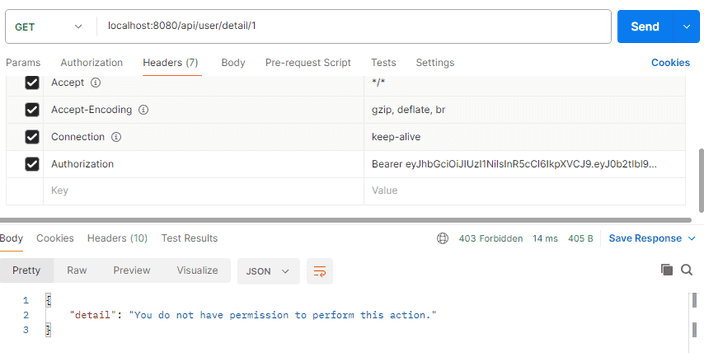 GET localhost:8080/api/user/detail/1 Send
Params Authorization Headers (7) Body Pre-request Script Tests Settings Cookies
Accept */*
Accept-Encoding gzip, deflate, br
Connection keep-alive
Authorization Bearer eyJhbGciOiJIUzI1NiIsInR5cCI6IkpXVCJ9.eyJ0b2tlbl9...
Key Value
Body Cookies Headers (10) Test Results 403 Forbidden 14 ms 405 B Save Response
Pretty Raw Preview Visualize JSON
1 {
2 "detail": "You do not have permission to perform this action."
3 }